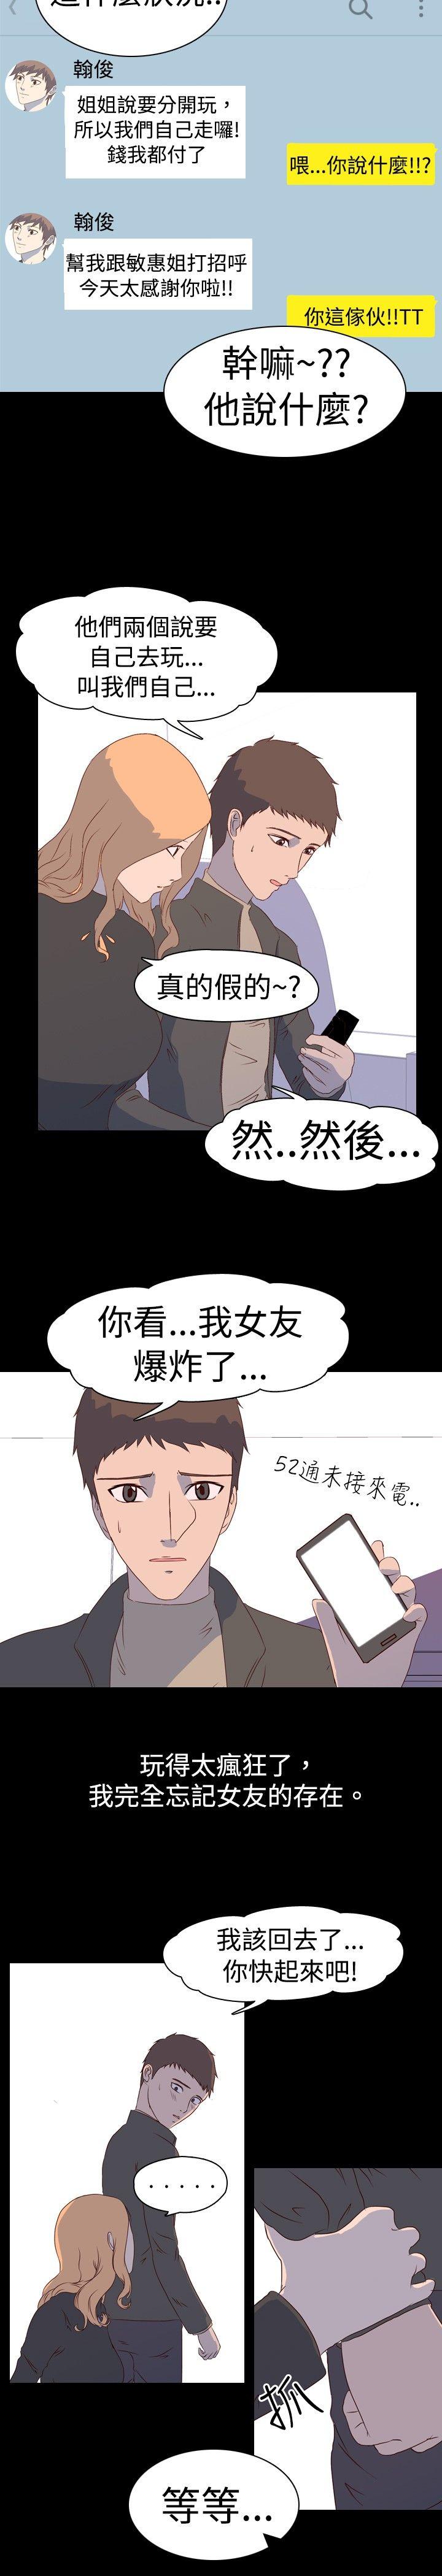 翰俊
姐姐說要分開玩，
所以我們自己走囉!
錢我都付了
喂...你說什麼!!?
翰俊
幫我跟敏惠姐打招呼
今天太感謝你啦!!
你這傢伙!!TT
幹嘛~??
他說什麼?
他們兩個說要
自己去玩...
叫我們自己...
真的假的~?
然..然後...
你看...我女友
爆炸了...
52通未接來電..
玩得太瘋狂了，
我完全忘記女友的存在。
我該回去了...
你快起來吧!
.....
抓
等等...